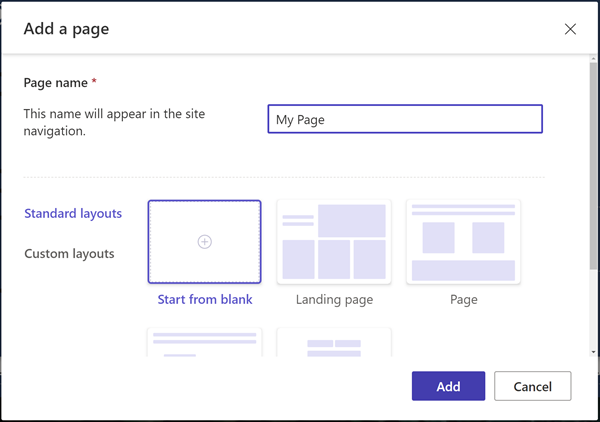 Add a page
Page name *
This name will appear in the site
navigation.
My Page
Standard layouts
Custom layouts
Start from blank
Landing page
Page
Add
Cancel